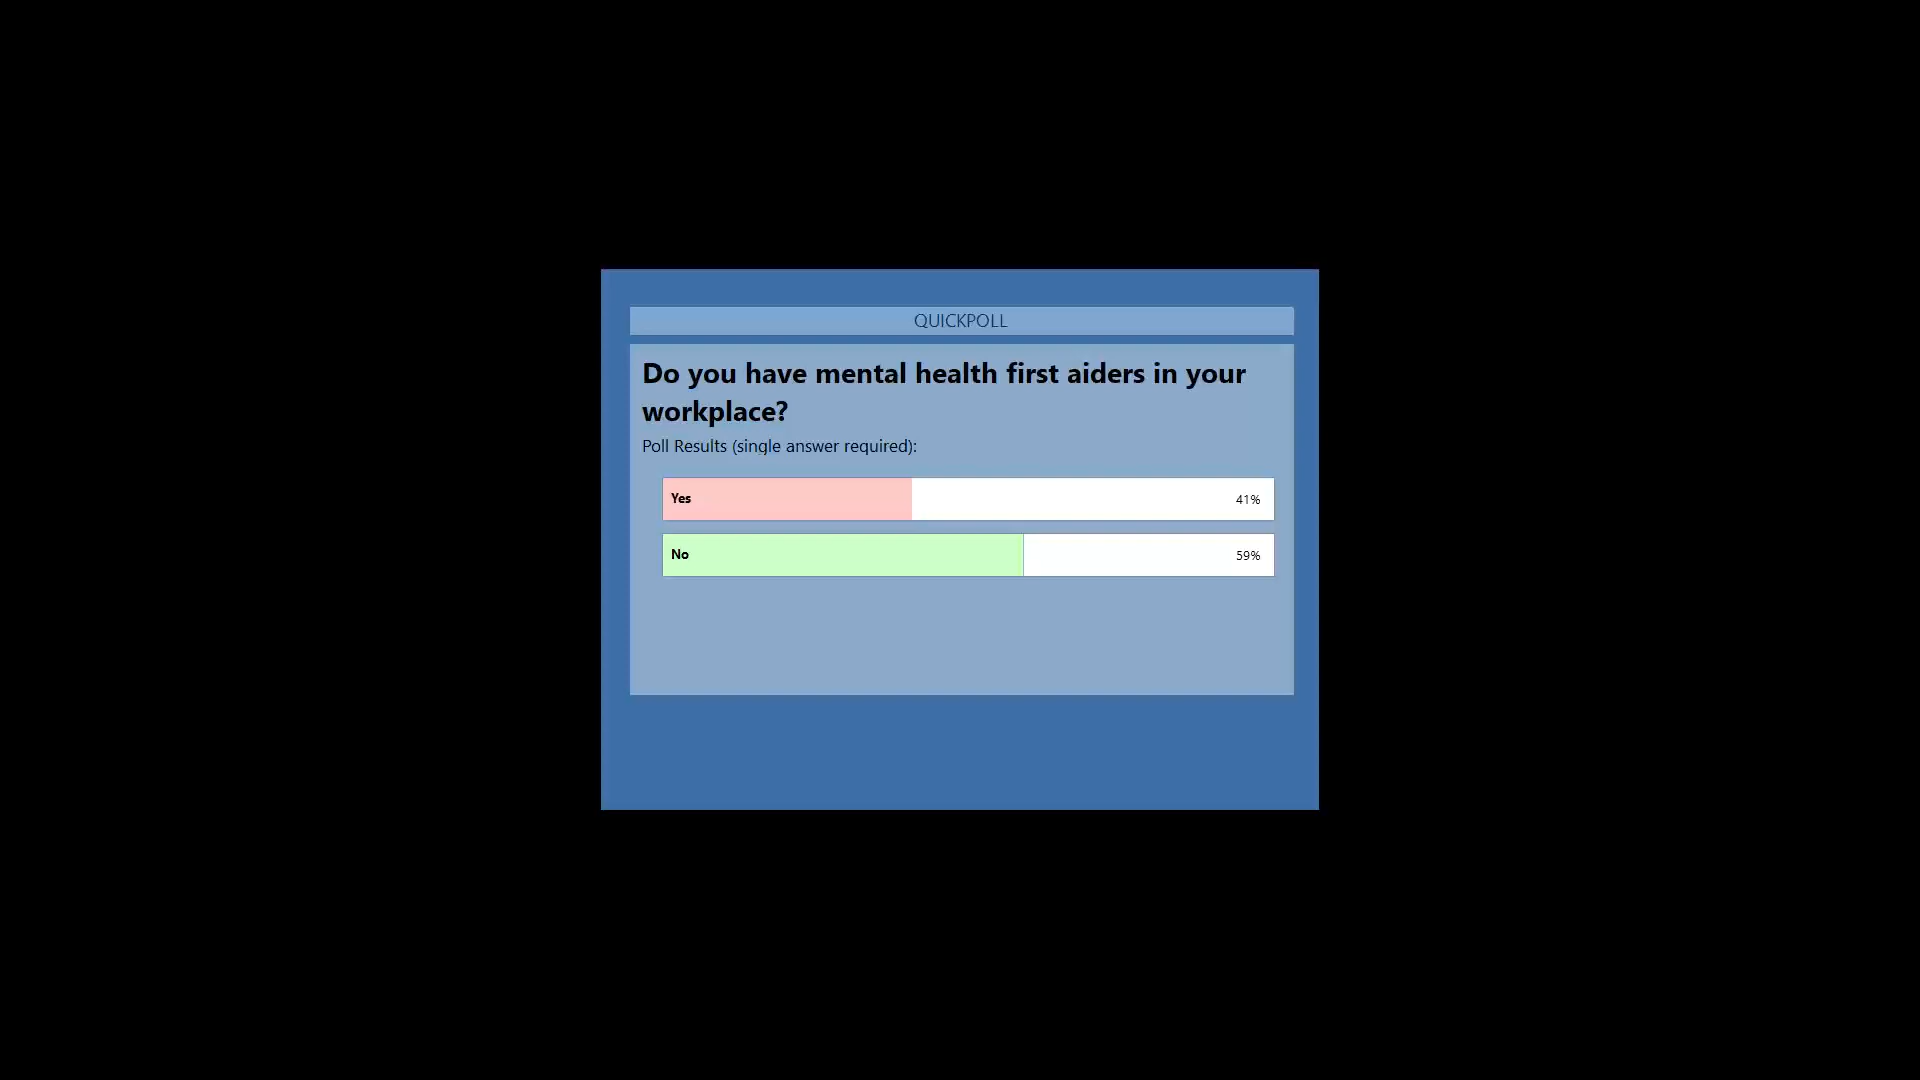 QUICKPOLL
Do you have mental health first aiders in your
workplace?
Poll Results (single answer required):
Yes 41%
No 59%